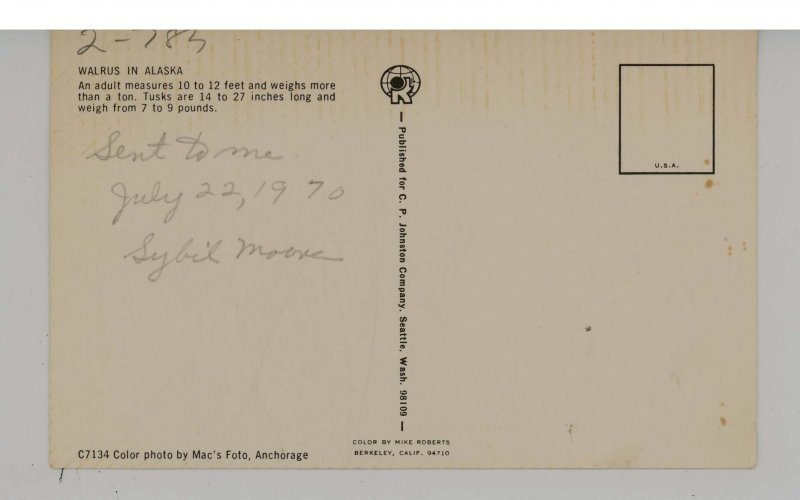 2-785
WALRUS IN ALASKA
An adult measures 10 to 12 feet and weighs more
than a ton. Tusks are 14 to 27 inches long and
weigh from 7 to 9 pounds.
Sent to me.
July 22, 1970
Sybil Moore
C7134 Color photo by Mac's Foto, Anchorage
Published for C. P. Johnston Company, Seattle, Wash. 98109
COLOR BY MIKE ROBERTS
BERKELEY, CALIF. 94710
U.S.A.